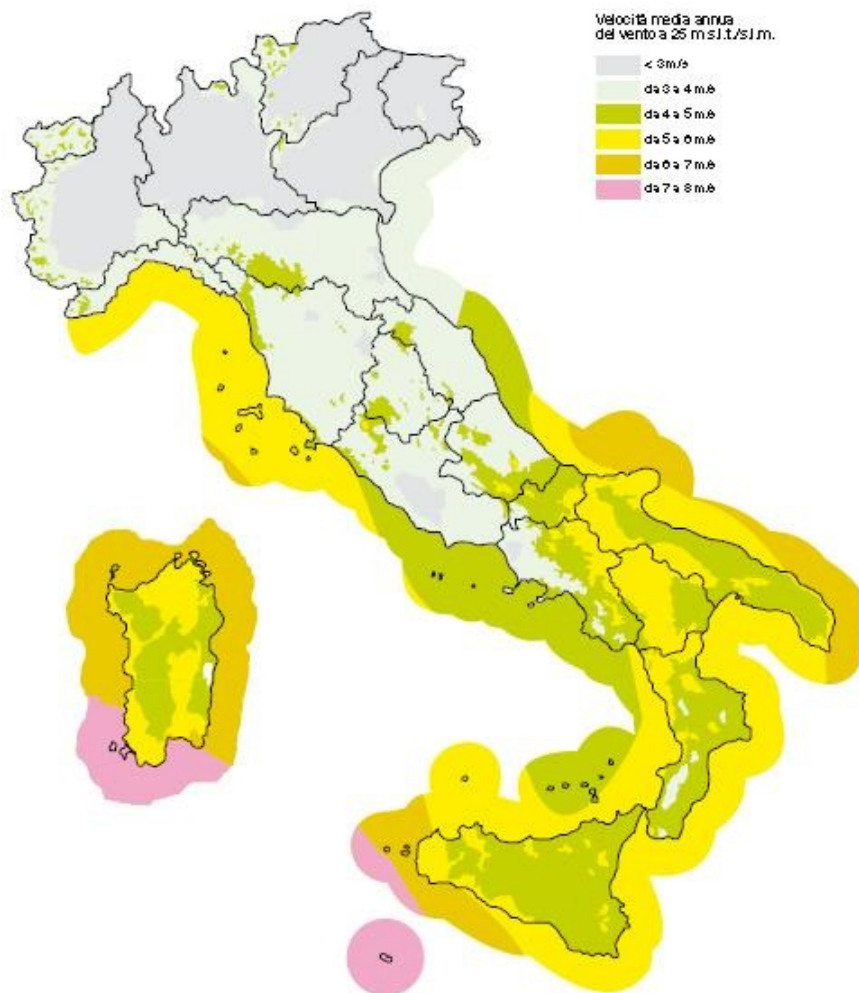 Velocità media annua
del vento a 25 m s.l.t./s.l.m.
< 3 m/s
da 3 a 4 m/s
da 4 a 5 m/s
da 5 a 6 m/s
da 6 a 7 m/s
da 7 a 8 m/s